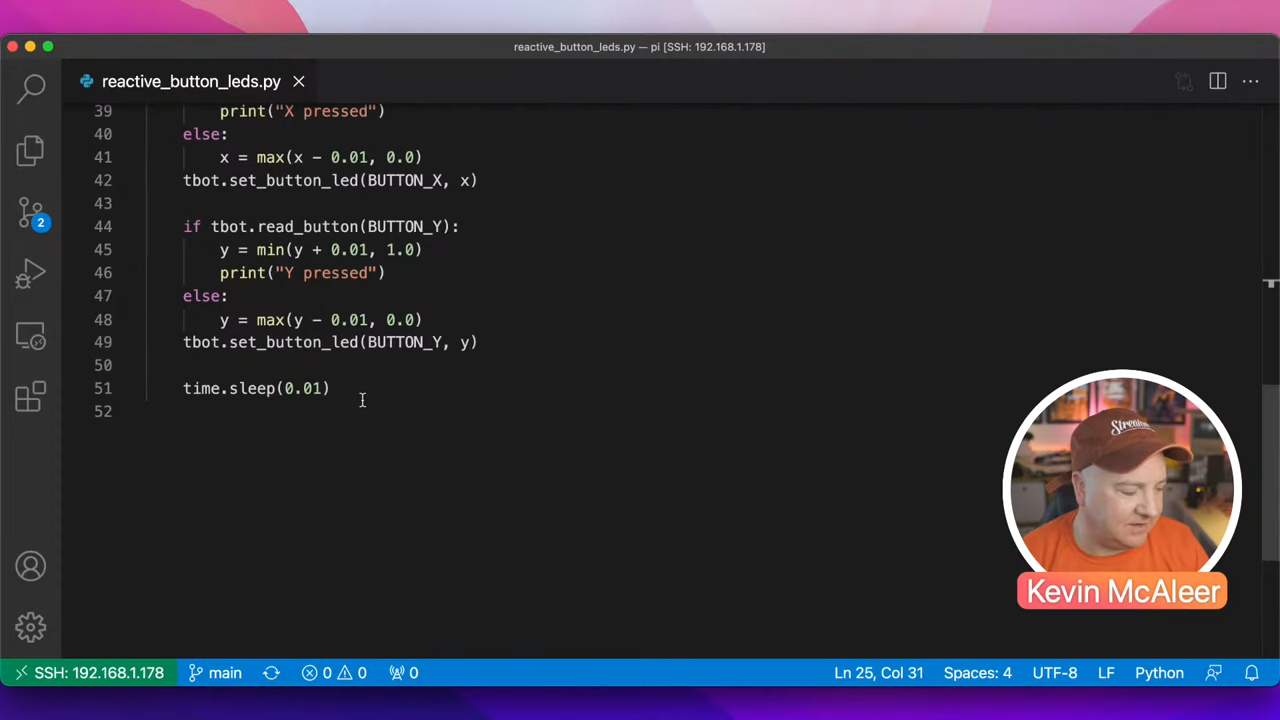 reactive_button_leds.py — pi [SSH: 192.168.1.178]
reactive_button_leds.py
39 print("X pressed")
40 else:
41 x = max(x - 0.01, 0.0)
42 tbot.set_button_led(BUTTON_X, x)
43
44 if tbot.read_button(BUTTON_Y):
45 y = min(y + 0.01, 1.0)
46 print("Y pressed")
47 else:
48 y = max(y - 0.01, 0.0)
49 tbot.set_button_led(BUTTON_Y, y)
50
51 time.sleep(0.01)
52
2
Kevin McAleer
SSH: 192.168.1.178 main 0 0 0 Ln 25, Col 31 Spaces: 4 UTF-8 LF Python